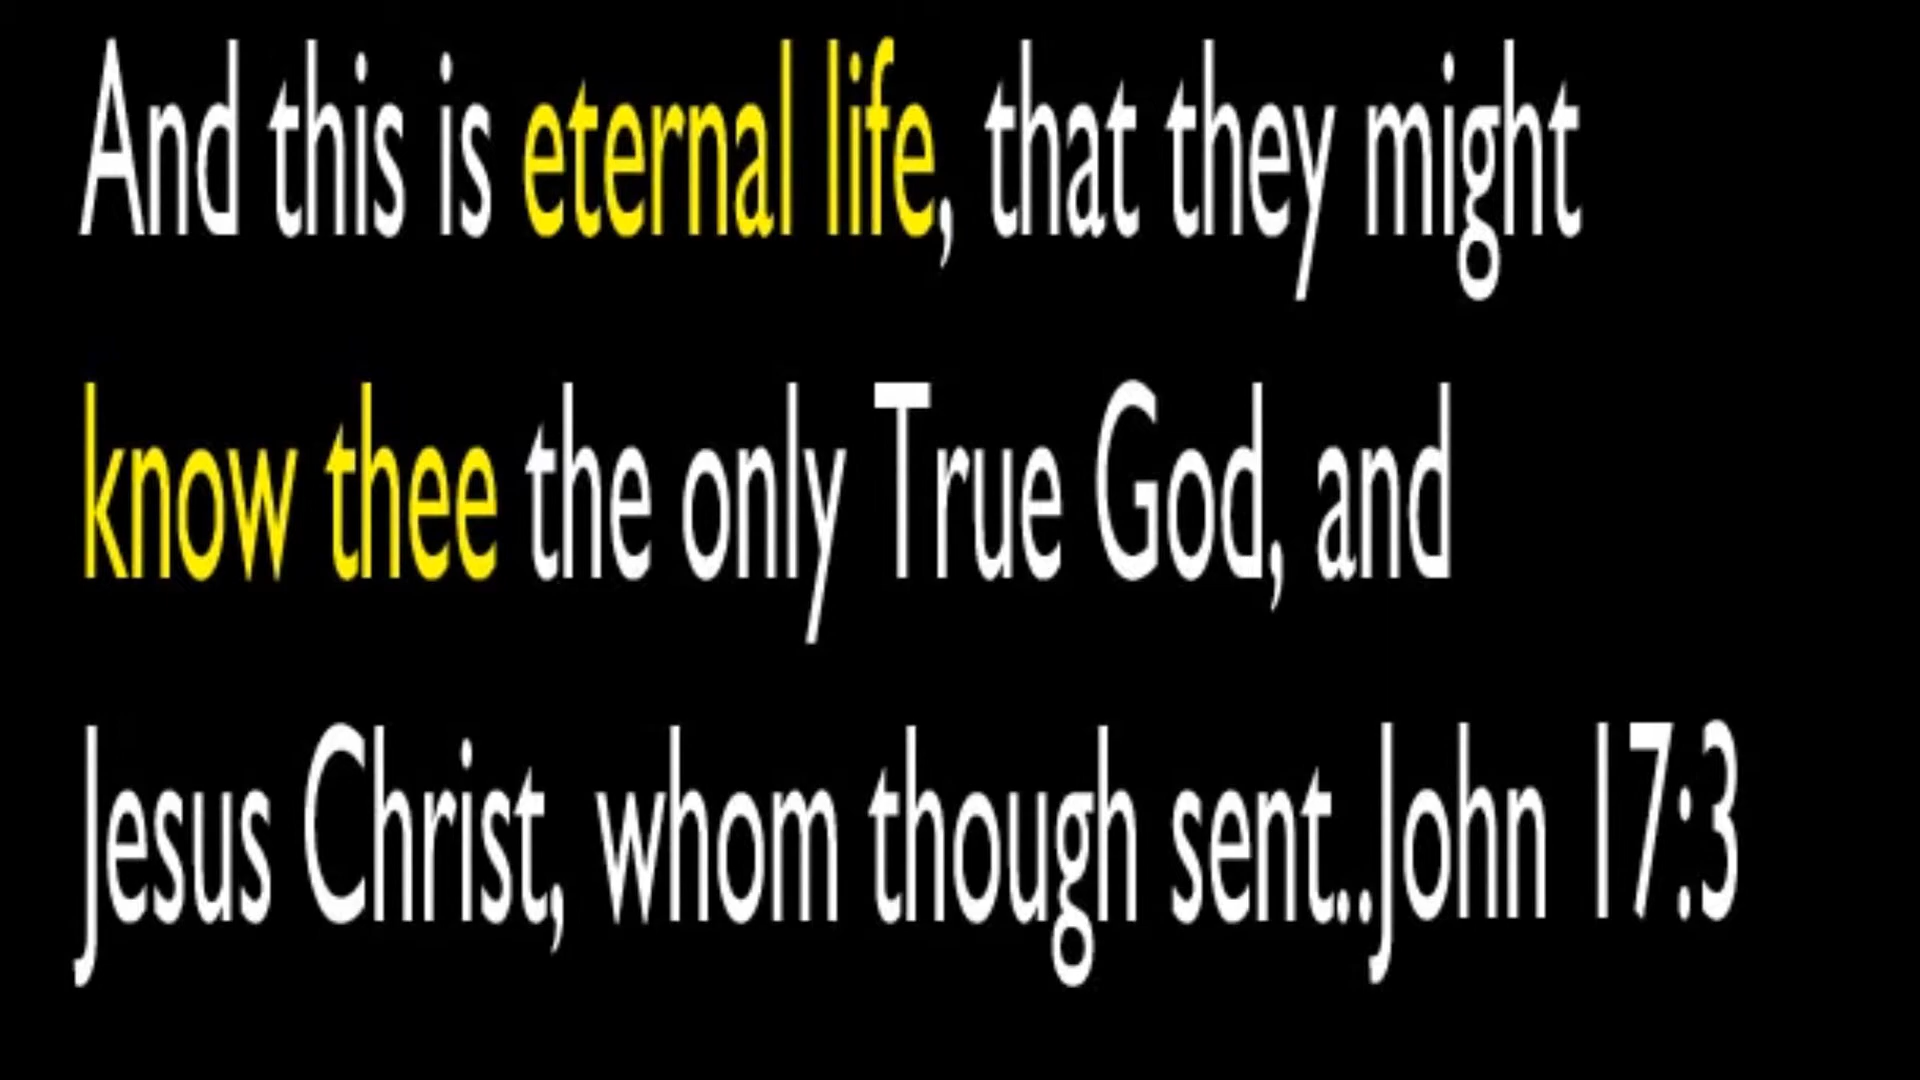 And this is eternal life, that they might
know thee the only True God, and
Jesus Christ, whom though sent..John 17:3